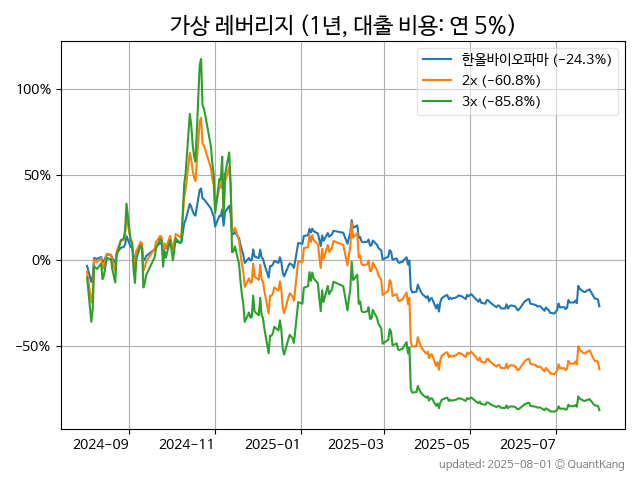 가상 레버리지 (1년, 대출 비용: 연 5%)
한올바이오파마 (−24.3%)
2x (−60.8%)
3x (−85.8%)
100%
50%
0%
−50%
2024-09 2024-11 2025-01 2025-03 2025-05 2025-07
updated: 2025-08-01 © QuantKang